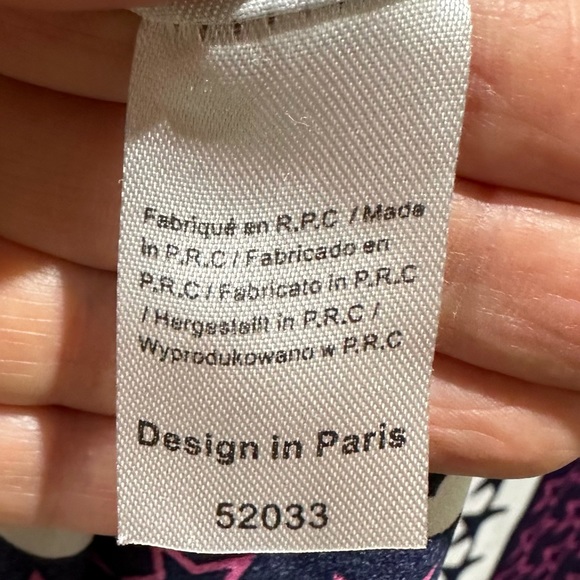 Fabriqué en R.P.C / Made
in P.R.C / Fabricado en
P.R.C / Fabricato in P.R.C
/ Hergestellt in P.R.C /
Wyprodukowano w P.R.C
Design in Paris
52033